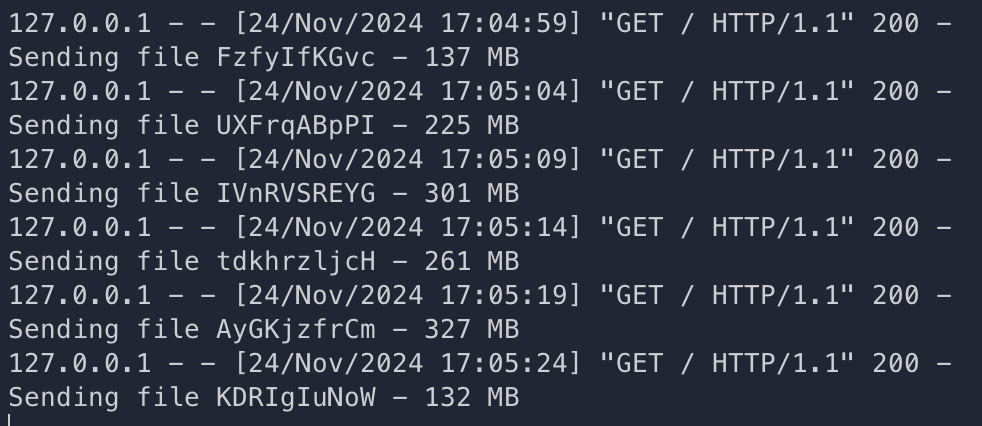 127.0.0.1 - - [24/Nov/2024 17:04:59] "GET / HTTP/1.1" 200 -
Sending file FzfyIfKGvc - 137 MB
127.0.0.1 - - [24/Nov/2024 17:05:04] "GET / HTTP/1.1" 200 -
Sending file UXFrqABpPI - 225 MB
127.0.0.1 - - [24/Nov/2024 17:05:09] "GET / HTTP/1.1" 200 -
Sending file IVnRVSREYG - 301 MB
127.0.0.1 - - [24/Nov/2024 17:05:14] "GET / HTTP/1.1" 200 -
Sending file tdkhrzljcH - 261 MB
127.0.0.1 - - [24/Nov/2024 17:05:19] "GET / HTTP/1.1" 200 -
Sending file AyGKjzfrCm - 327 MB
127.0.0.1 - - [24/Nov/2024 17:05:24] "GET / HTTP/1.1" 200 -
Sending file KDRIgIuNoW - 132 MB